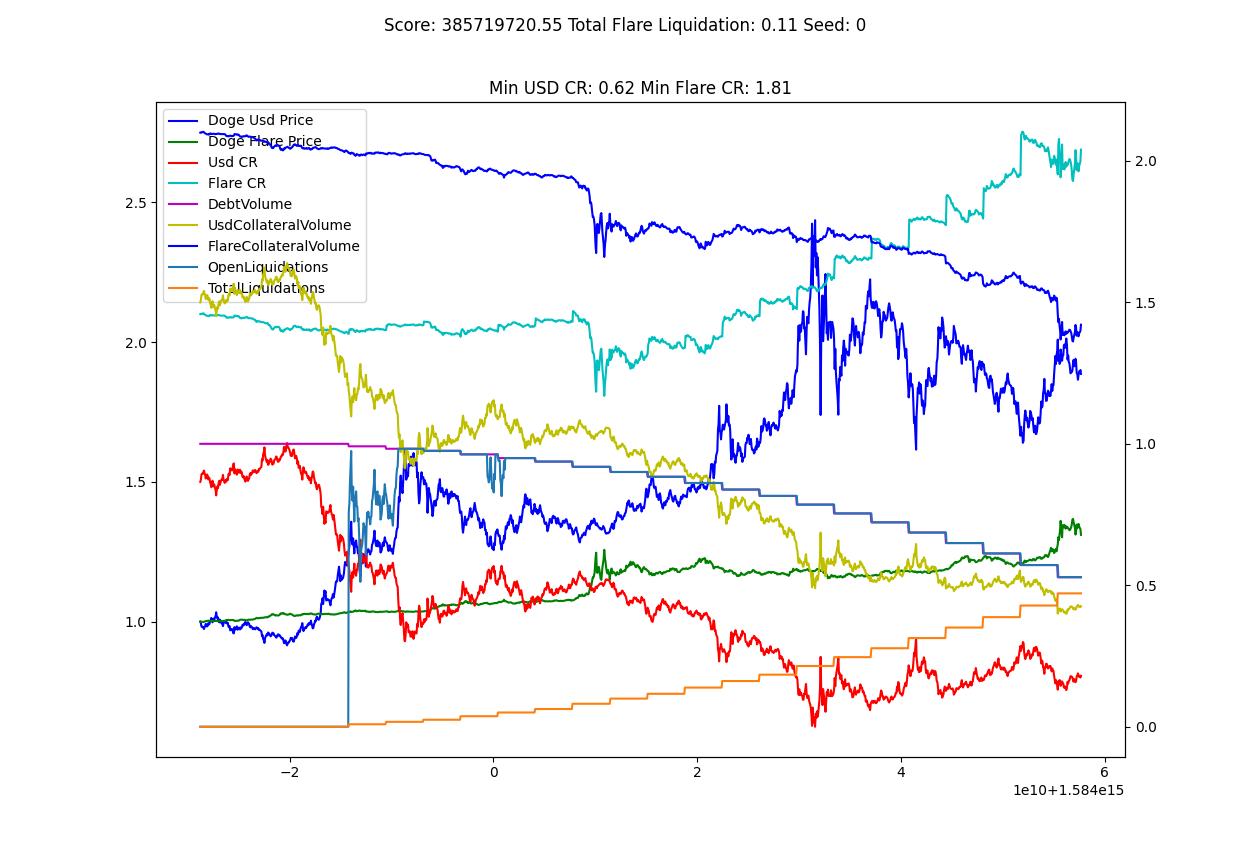 Score: 385719720.55 Total Flare Liquidation: 0.11 Seed: 0
Min USD CR: 0.62 Min Flare CR: 1.81
Doge Usd Price
Doge Flare Price
Usd CR
Flare CR
DebtVolume
UsdCollateralVolume
FlareCollateralVolume
OpenLiquidations
TotalLiquidations
2.5
2.0
1.5
1.0
2.0
1.5
1.0
0.5
0.0
−2
0
2
4
6
1e10+1.584e15